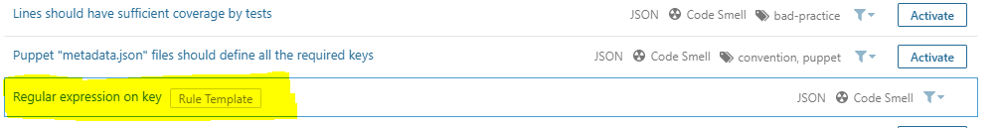 Lines should have sufficient coverage by tests JSON Code Smell bad-practice Activate
Puppet "metadata.json" files should define all the required keys JSON Code Smell convention, puppet Activate
Regular expression on key Rule Template JSON Code Smell